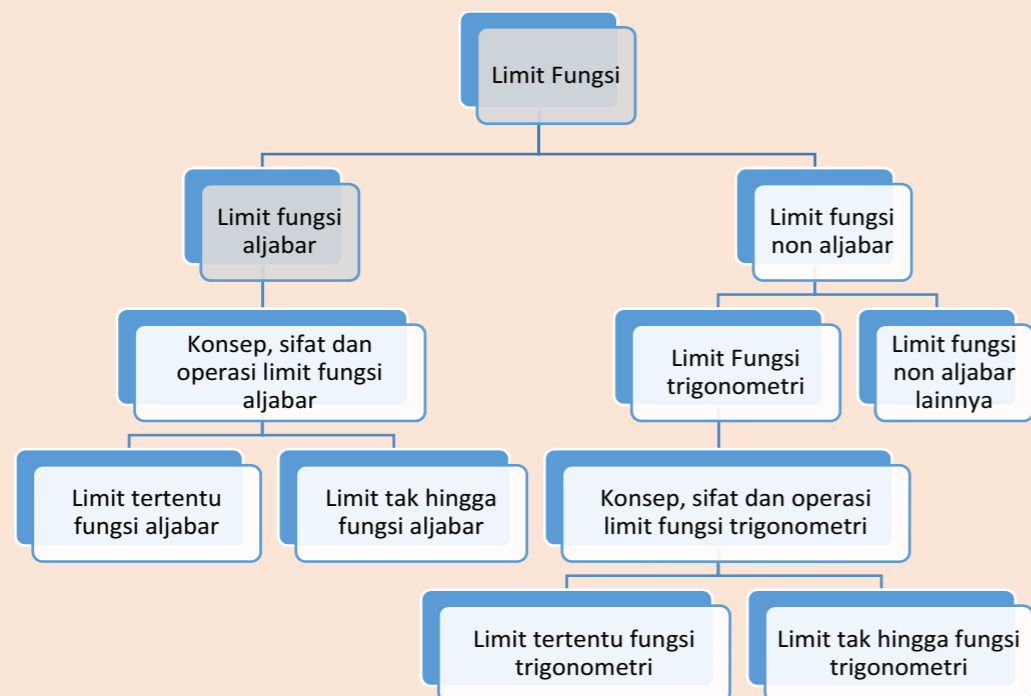 Limit Fungsi
Limit fungsi
aljabar
Limit fungsi
non aljabar
Konsep, sifat dan
operasi limit fungsi
aljabar
Limit Fungsi
trigonometri
Limit fungsi
non aljabar
lainnya
Limit tertentu
fungsi aljabar
Limit tak hingga
fungsi aljabar
Konsep, sifat dan operasi
limit fungsi trigonometri
Limit tertentu fungsi
trigonometri
Limit tak hingga fungsi
trigonometri